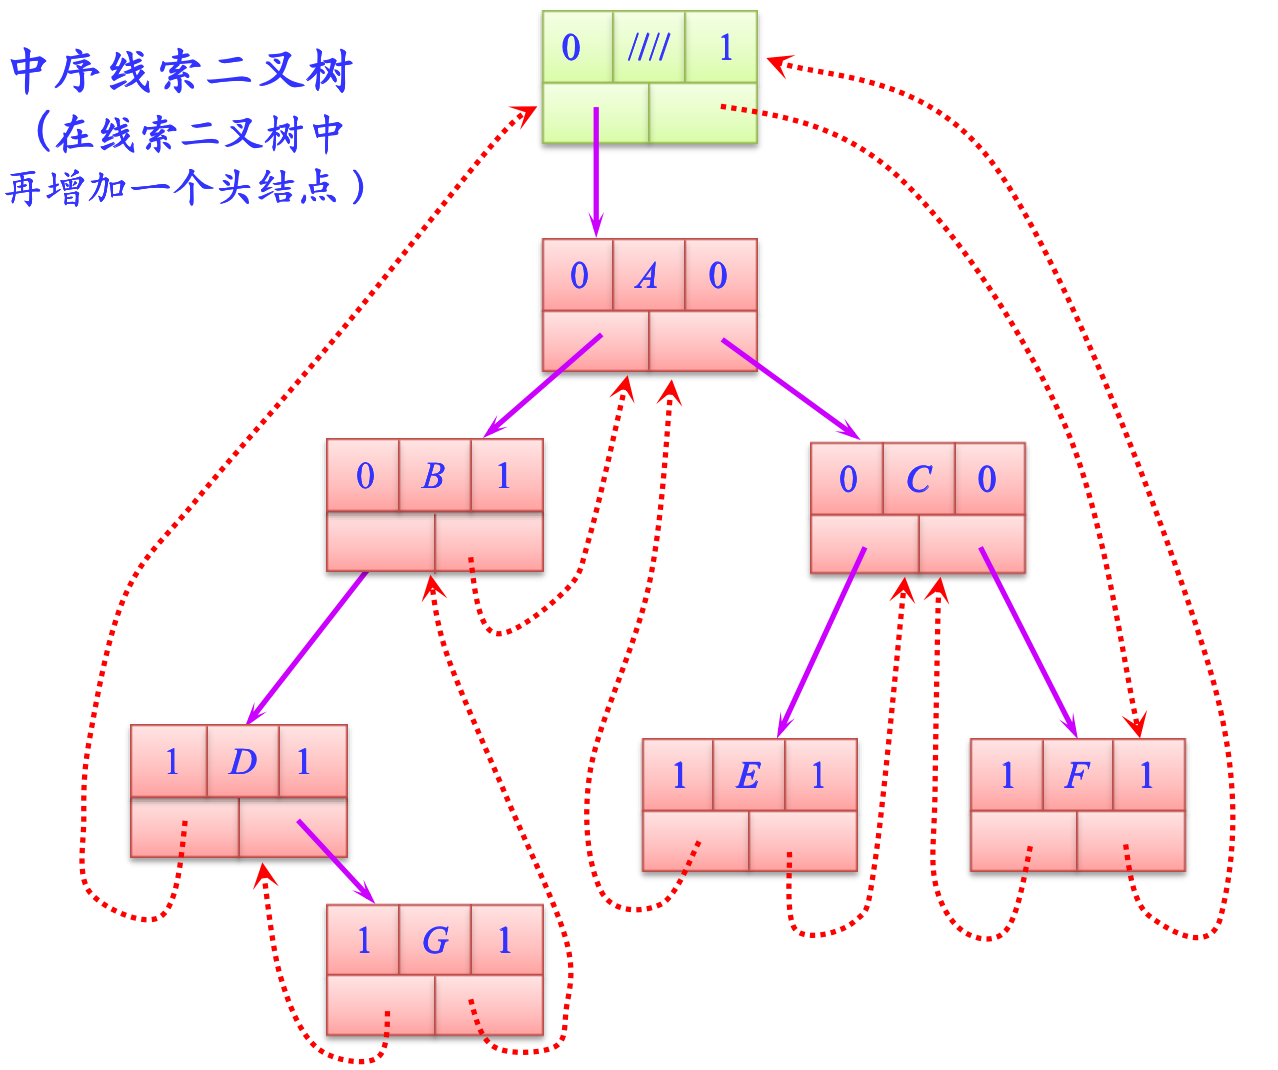 中序线索二叉树
（在线索二叉树中
再增加一个头结点）
0 //// 1
0 A 0
0 B 1
0 C 0
1 D 1
1 E 1
1 F 1
1 G 1